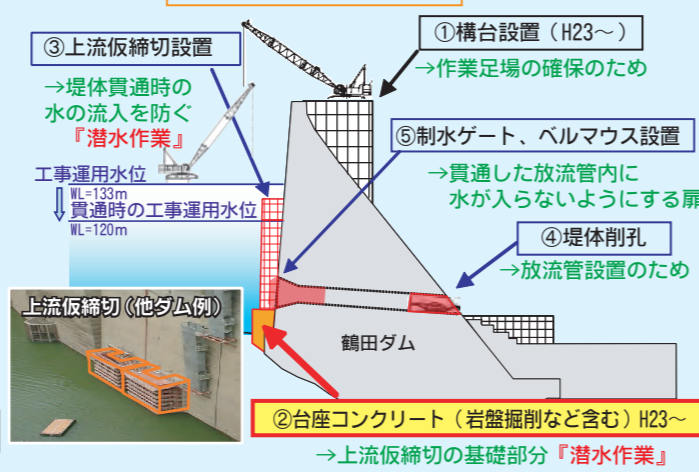 ①構台設置(H23～)
→作業足場の確保のため
③上流仮締切設置
→堤体貫通時の
水の流入を防ぐ
『潜水作業』
⑤制水ゲート、ベルマウス設置
→貫通した放流管内に
水が入らないようにする扉
工事運用水位
WL=133m
貫通時の工事運用水位
WL=120m
④堤体削孔
→放流管設置のため
上流仮締切(他ダム例)
鶴田ダム
②台座コンクリート(岩盤掘削など含む)H23～
→上流仮締切の基礎部分『潜水作業』